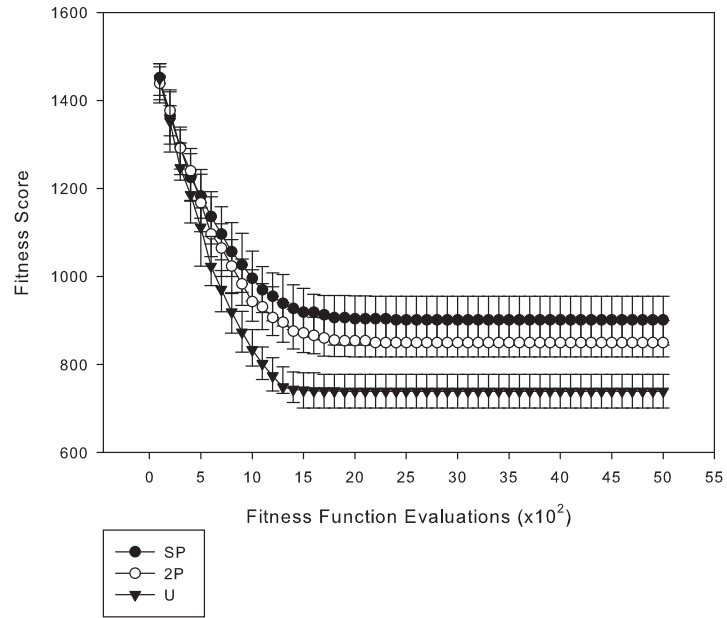 1600
1400
1200
1000
800
600
Fitness Score
0 5 10 15 20 25 30 35 40 45 50 55
Fitness Function Evaluations (x10²)
SP
2P
U